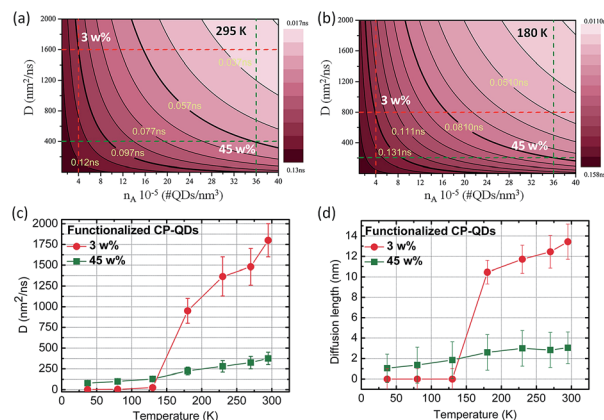 (a)
295 K
0.017ns
3 w%
0.057ns
0.077ns
45 w%
0.097ns
0.12ns
0.13ns
D (nm²/ns)
2000
1600
1200
800
400
4 8 12 16 20 24 28 32 36 40
n_A 10-5 (#QDs/nm³)
(b)
180 K
0.0510ns
3 w%
0.0810ns
0.111ns
45 w%
0.131ns
0.158ns
D (nm²/ns)
2000
1600
1200
800
400
4 8 12 16 20 24 28 32 36 40
n_A 10-5 (#QDs/nm³)
(c)
Functionalized CP-QDs
3 w%
45 w%
D (nm²/ns)
2000
1750
1500
1250
1000
750
500
250
0
50 100 150 200 250 300
Temperature (K)
(d)
Functionalized CP-QDs
3 w%
45 w%
Diffusion length (nm)
14
12
10
8
6
4
2
0
50 100 150 200 250 300
Temperature (K)